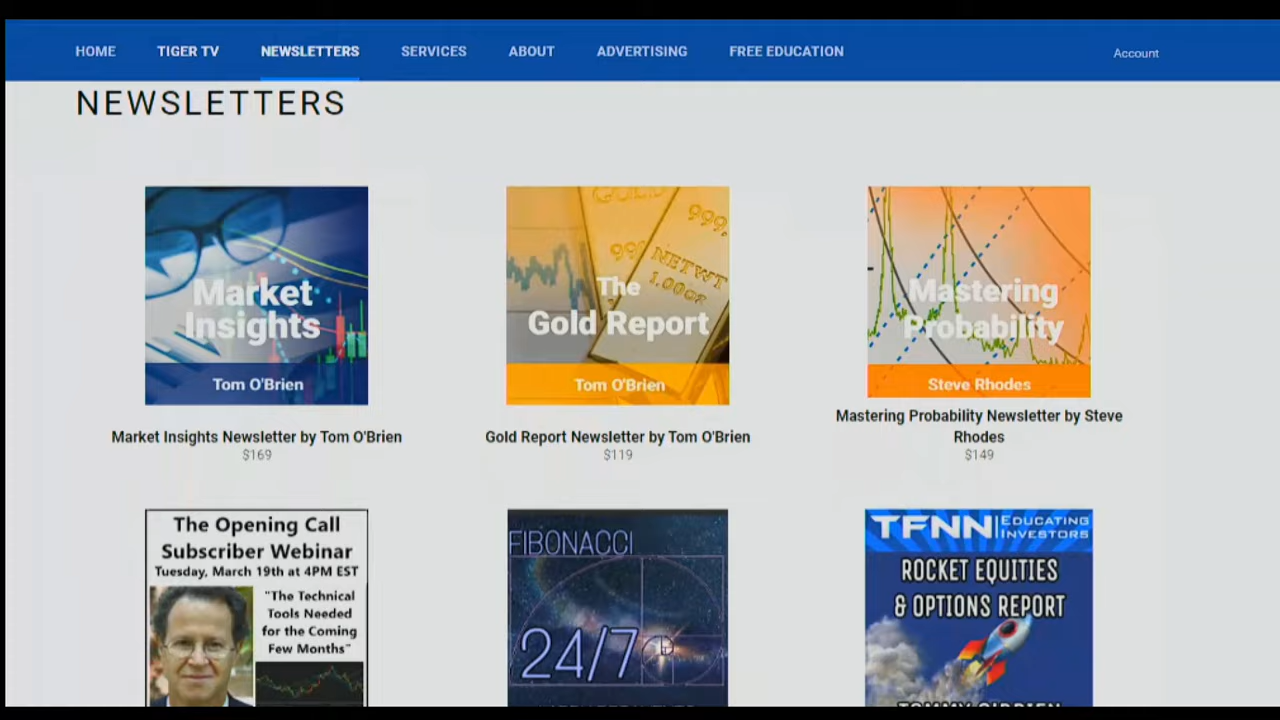 HOME TIGER TV NEWSLETTERS SERVICES ABOUT ADVERTISING FREE EDUCATION Account
NEWSLETTERS
Market
Insights
Tom O'Brien
Market Insights Newsletter by Tom O'Brien
$169
GOLD
999.
NETWT
1.00oz
The
Gold Report
Tom O'Brien
Gold Report Newsletter by Tom O'Brien
$119
Mastering
Probability
Steve Rhodes
Mastering Probability Newsletter by Steve
Rhodes
$149
The Opening Call
Subscriber Webinar
Tuesday, March 19th at 4PM EST
"The Technical
Tools Needed
for the Coming
Few Months"
FIBONACCI
24/7
TFNN EDUCATING
INVESTORS
ROCKET EQUITIES
& OPTIONS REPORT
TOMMY O'BRIEN